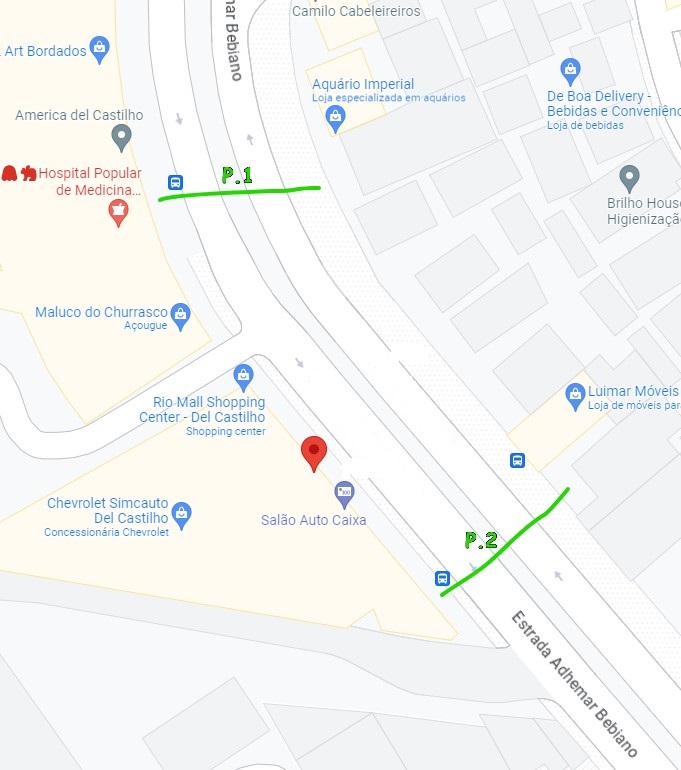 mar Bebiano
Camilo Cabeleireiros
Art Bordados
Aquário Imperial
Loja especializada em aquários
De Boa Delivery -
Bebidas e Conveniênc
Loja de bebidas
America del Castilho
P.1
Hospital Popular
de Medicina...
Brilho House
Higienizaçã
Maluco do Churrasco
Açougue
Rio Mall Shopping
Center - Del Castilho
Shopping center
Luimar Móveis
Loja de móveis par
Salão Auto Caixa
Chevrolet Simcauto
Del Castilho
Concessionária Chevrolet
P.2
Estrada Adhemar Bebiano